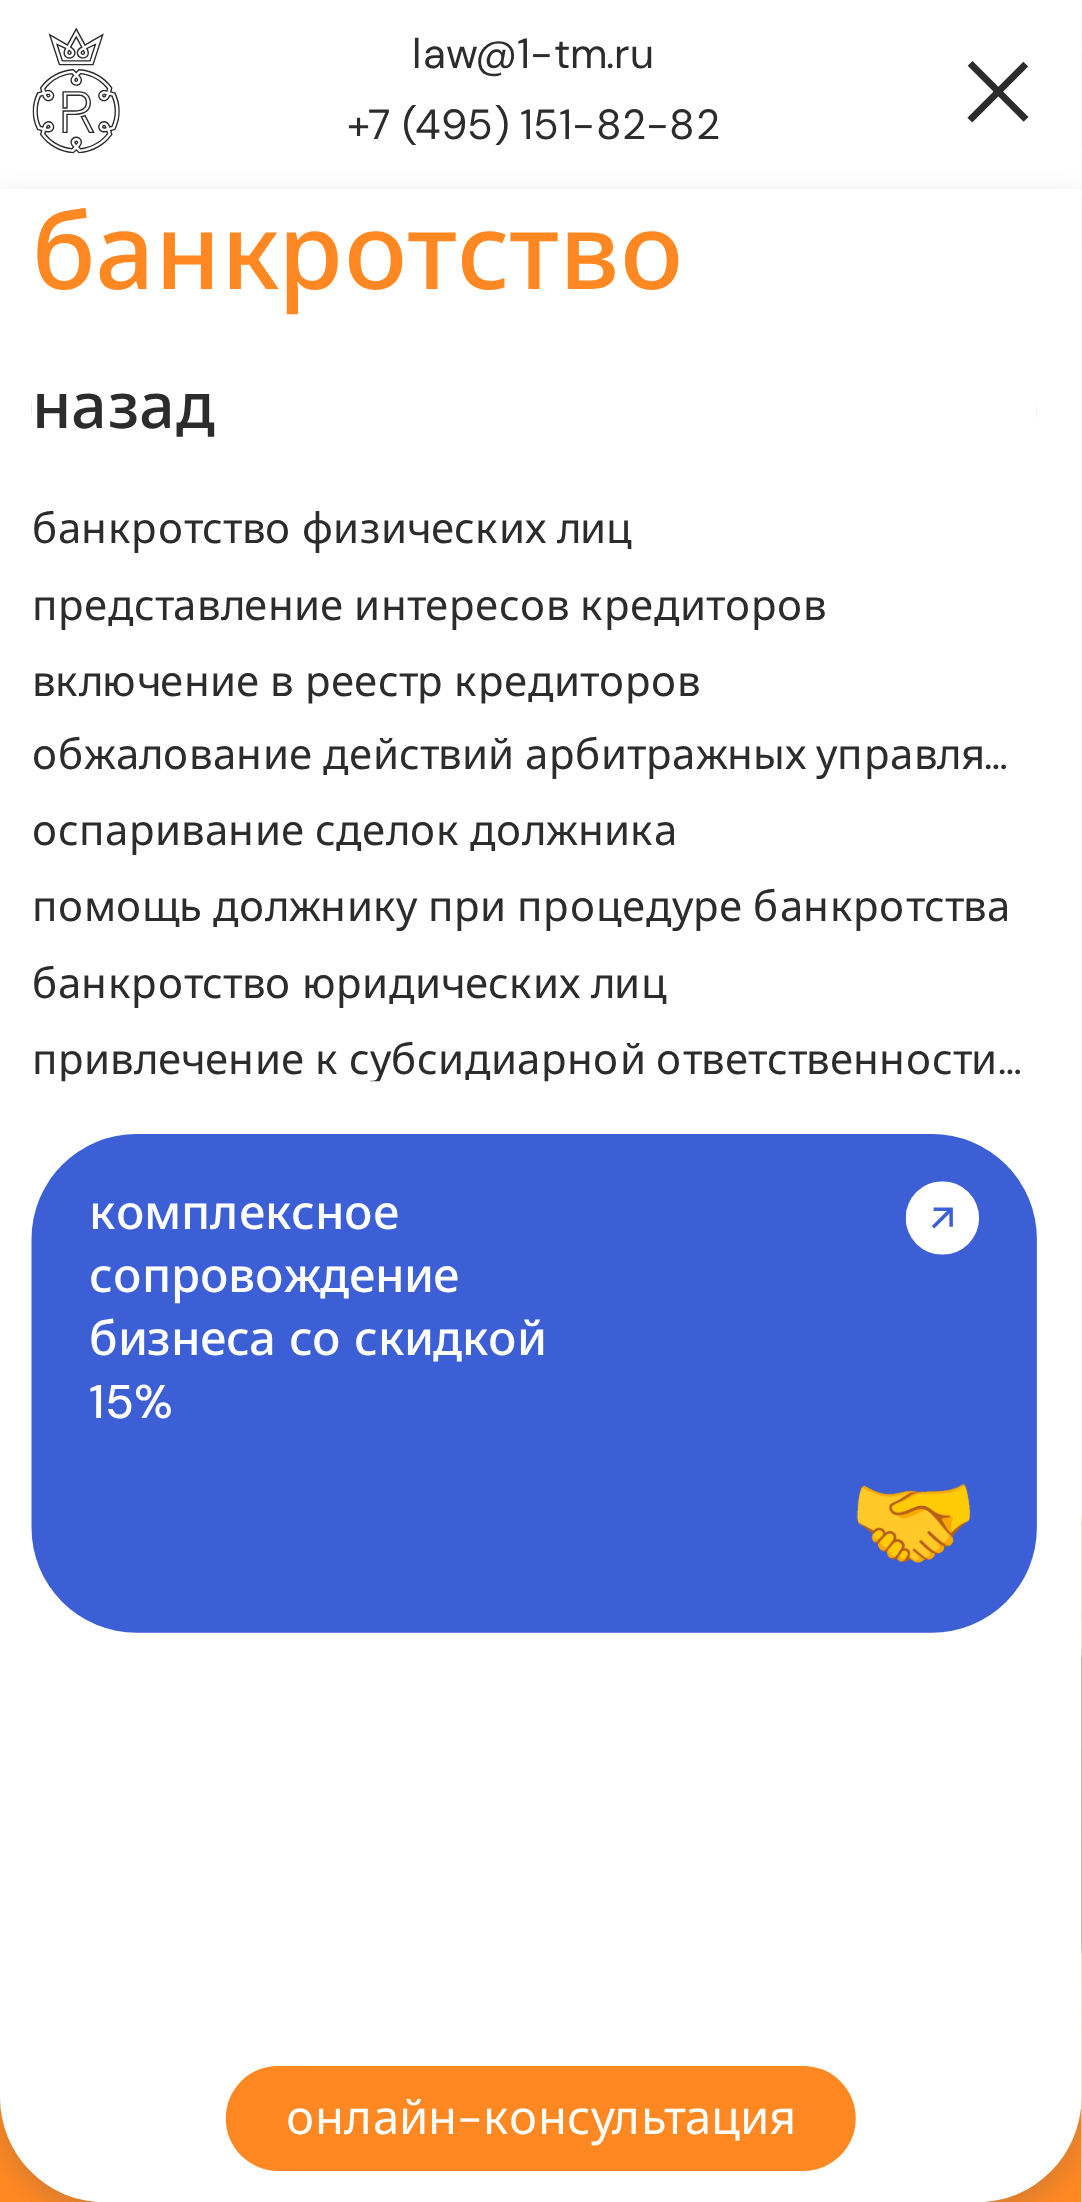 law@1-tm.ru
+7 (495) 151-82-82
R
банкротство
назад
банкротство физических лиц
представление интересов кредиторов
включение в реестр кредиторов
обжалование действий арбитражных управля...
оспаривание сделок должника
помощь должнику при процедуре банкротства
банкротство юридических лиц
привлечение к субсидиарной ответственности...
комплексное
сопровождение
бизнеса со скидкой
15%
онлайн-консультация